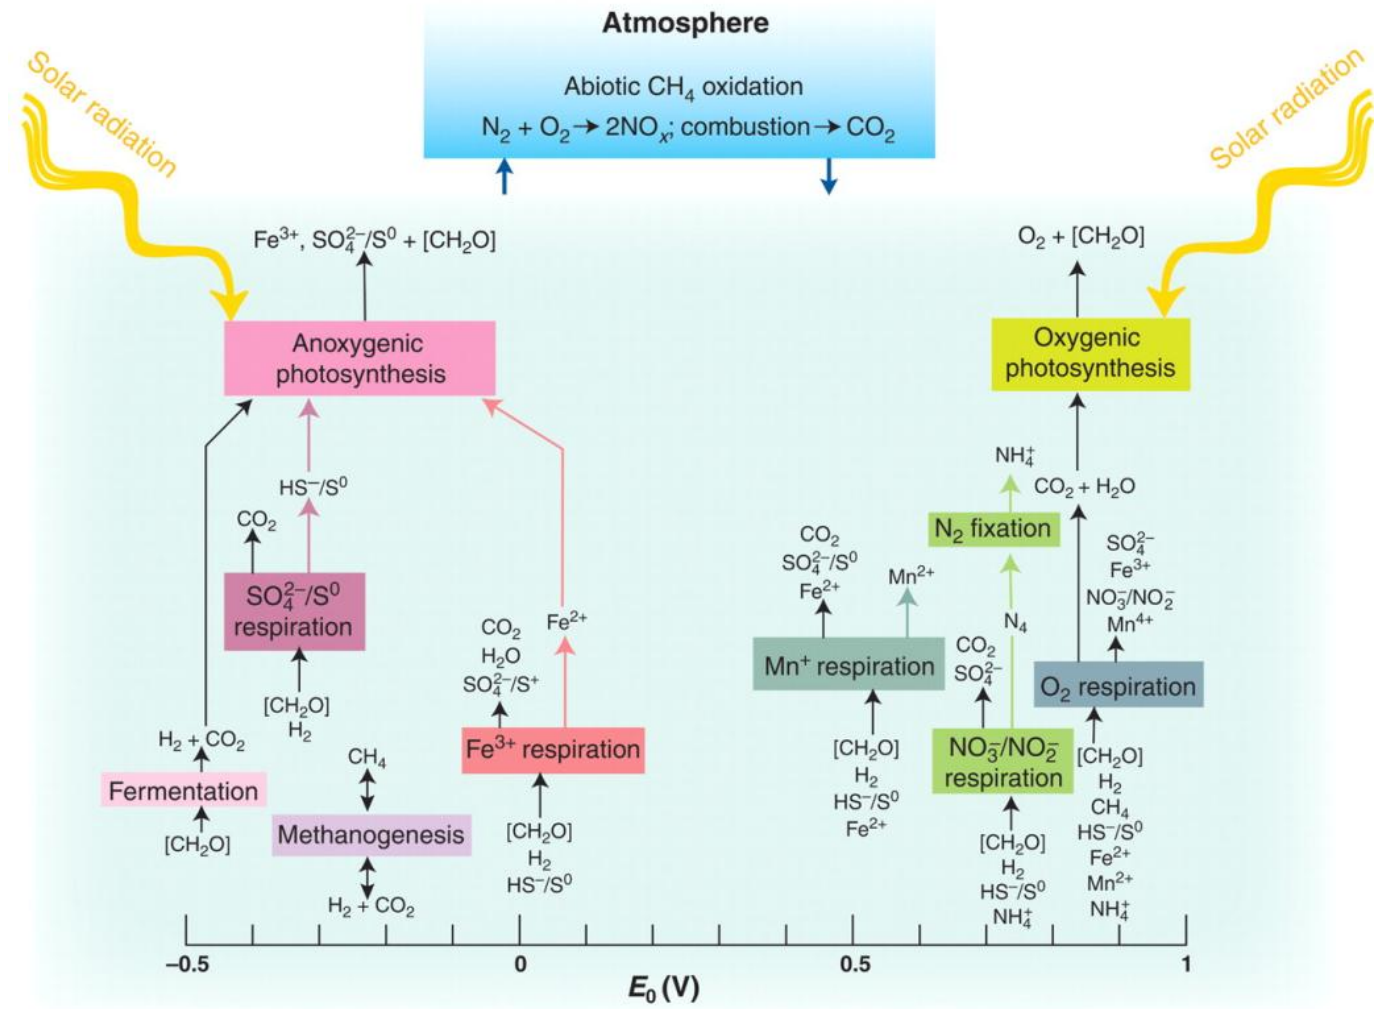 Atmosphere
Abiotic CH₄ oxidation
N₂ + O₂ → 2NOₓ; combustion → CO₂
Solar radiation
Solar radiation
Fe³⁺, SO₄²⁻/S⁰ + [CH₂O]
O₂ + [CH₂O]
Anoxygenic
photosynthesis
Oxygenic
photosynthesis
HS⁻/S⁰
CO₂
SO₄²⁻/S⁰
respiration
[CH₂O]
H₂
H₂ + CO₂
Fermentation
[CH₂O]
CH₄
Methanogenesis
H₂ + CO₂
Fe²⁺
CO₂
H₂O
SO₄²⁻/S⁺
Fe³⁺ respiration
[CH₂O]
H₂
HS⁻/S⁰
CO₂
SO₄²⁻/S⁰
Fe²⁺
Mn²⁺
Mn⁺ respiration
[CH₂O]
H₂
HS⁻/S⁰
Fe²⁺
NH₄⁺
N₂ fixation
N₄
CO₂
SO₄²⁻
NO₃⁻/NO₂⁻
respiration
[CH₂O]
H₂
HS⁻/S⁰
NH₄⁺
CO₂ + H₂O
SO₄²⁻
Fe³⁺
NO₃⁻/NO₂⁻
Mn⁴⁺
O₂ respiration
[CH₂O]
H₂
CH₄
HS⁻/S⁰
Fe²⁺
Mn²⁺
NH₄⁺
–0.5
0
0.5
1
E₀ (V)